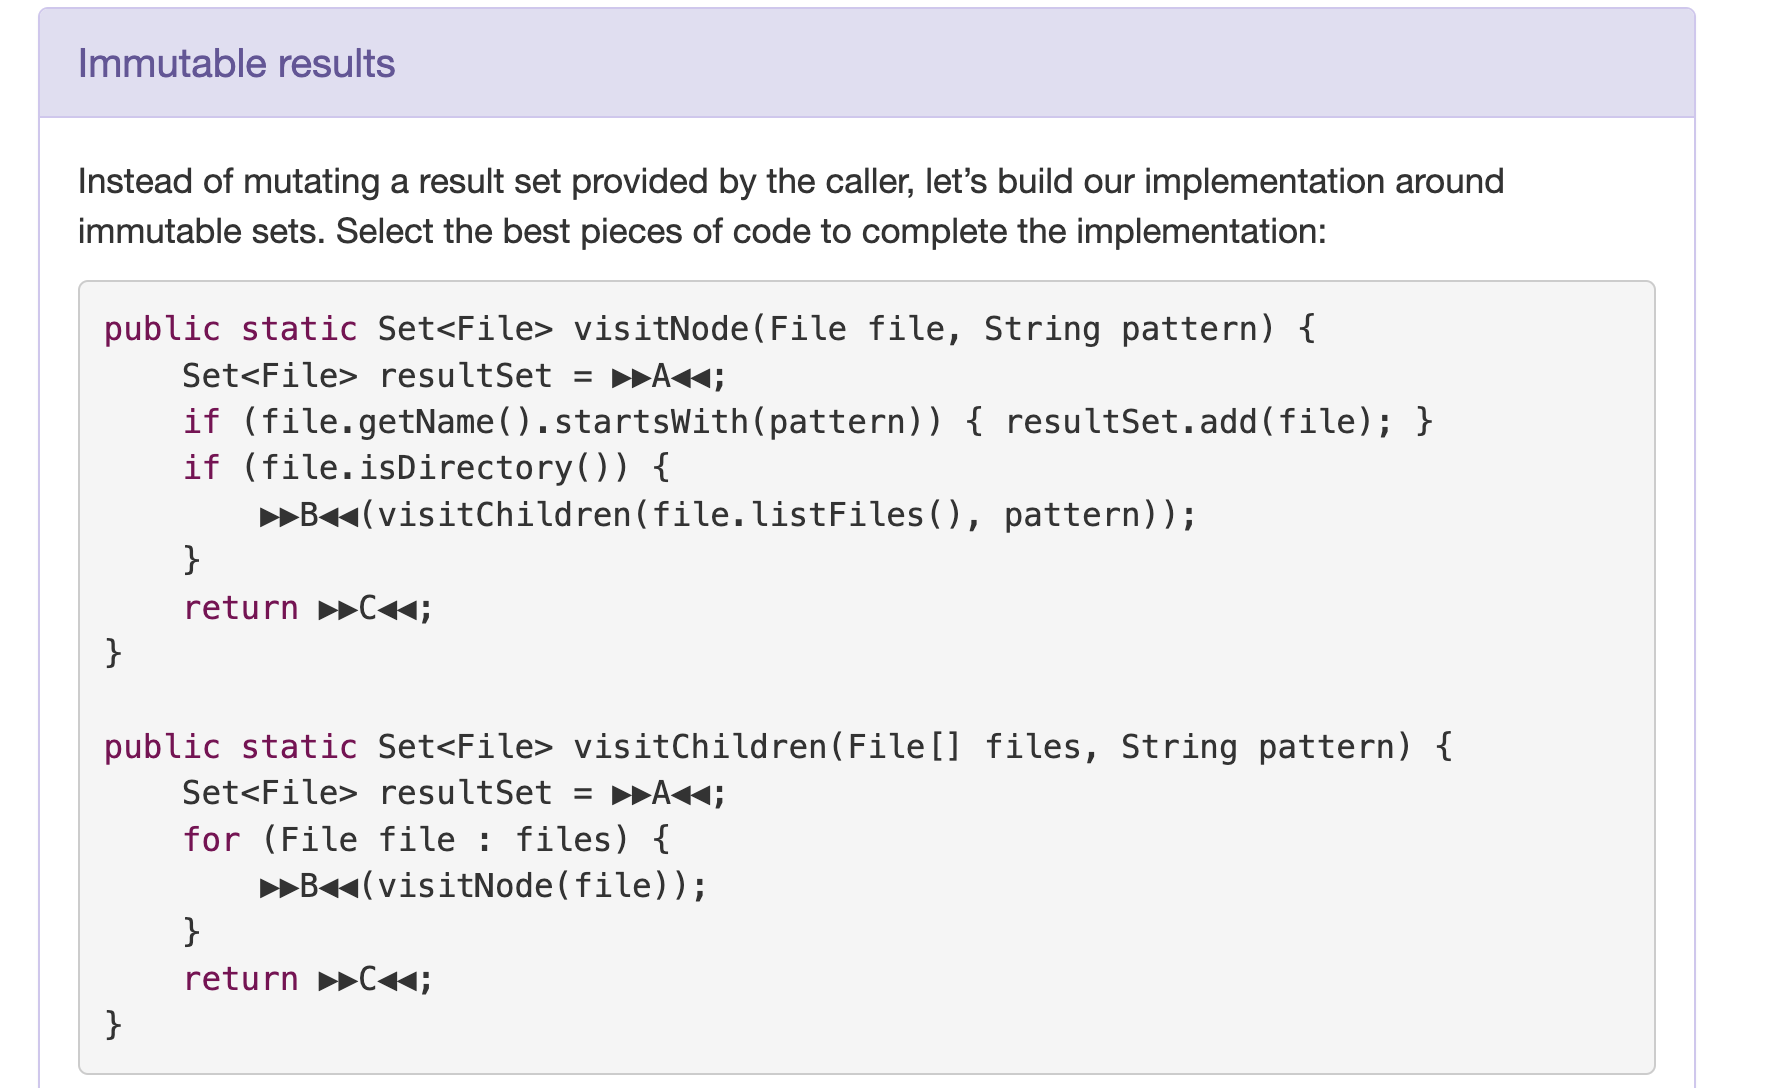 Immutable results
Instead of mutating a result set provided by the caller, let’s build our implementation around
immutable sets. Select the best pieces of code to complete the implementation:
public static Set<File> visitNode(File file, String pattern) {
    Set<File> resultSet = ▶▶A◀◀;
    if (file.getName().startsWith(pattern)) { resultSet.add(file); }
    if (file.isDirectory()) {
        ▶▶B◀◀(visitChildren(file.listFiles(), pattern));
    }
    return ▶▶C◀◀;
}
public static Set<File> visitChildren(File[] files, String pattern) {
    Set<File> resultSet = ▶▶A◀◀;
    for (File file : files) {
        ▶▶B◀◀(visitNode(file));
    }
    return ▶▶C◀◀;
}